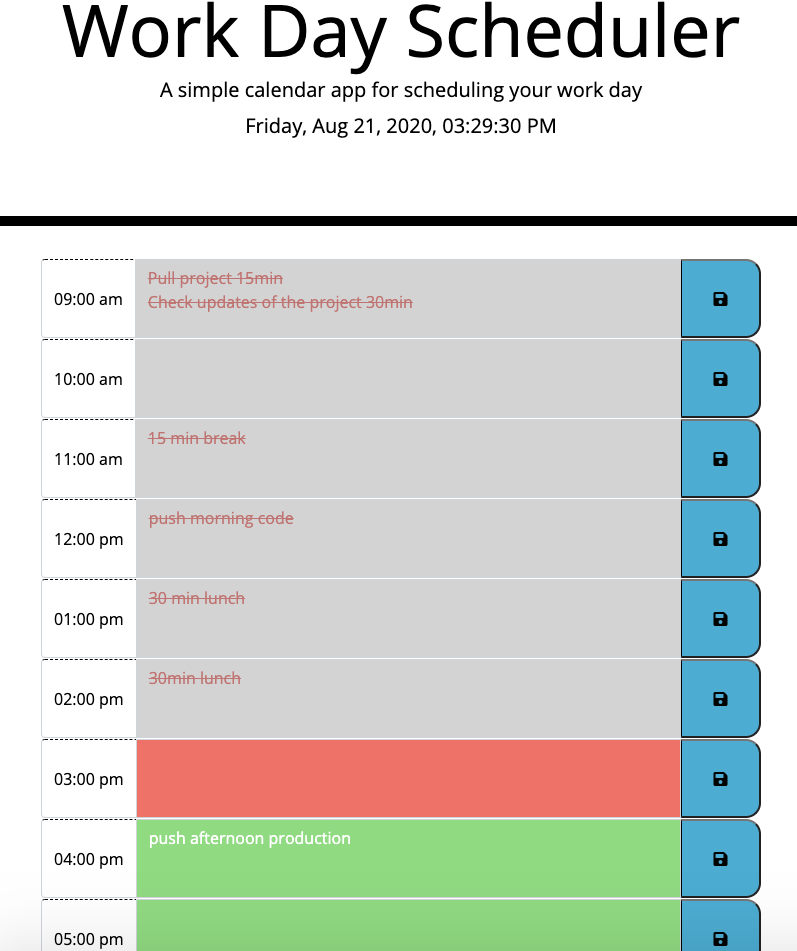 Work Day Scheduler
A simple calendar app for scheduling your work day
Friday, Aug 21, 2020, 03:29:30 PM
09:00 am
Pull project 15min
Check updates of the project 30min
10:00 am
11:00 am
15 min break
12:00 pm
push morning code
01:00 pm
30 min lunch
02:00 pm
30min lunch
03:00 pm
04:00 pm
push afternoon production
05:00 pm